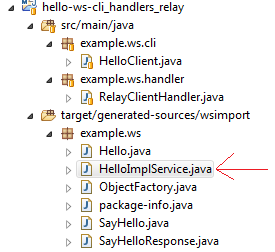 hello-ws-cli_handlers_relay
src/main/java
example.ws.cli
HelloClient.java
example.ws.handler
RelayClientHandler.java
target/generated-sources/wsimport
example.ws
Hello.java
HelloImplService.java
ObjectFactory.java
package-info.java
SayHello.java
SayHelloResponse.java